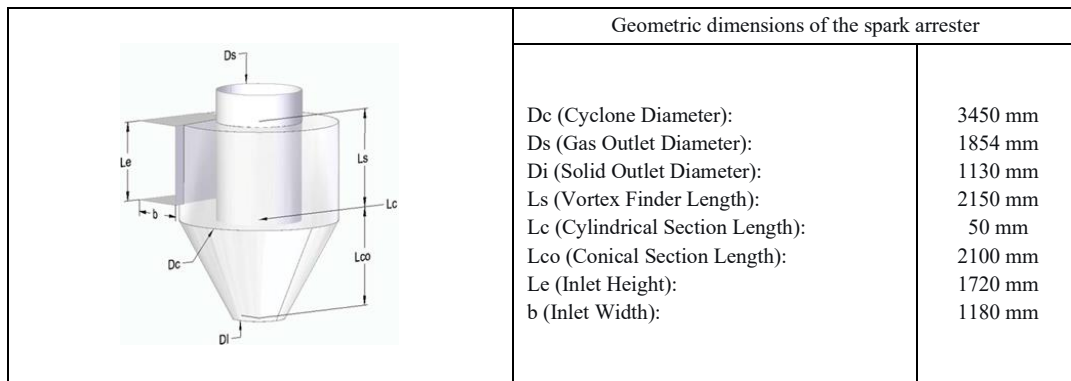 Geometric dimensions of the spark arrester
Ds
Le
Ls
b
Lc
Dc
Lco
DI
Dc (Cyclone Diameter): 3450 mm
Ds (Gas Outlet Diameter): 1854 mm
Di (Solid Outlet Diameter): 1130 mm
Ls (Vortex Finder Length): 2150 mm
Lc (Cylindrical Section Length): 50 mm
Lco (Conical Section Length): 2100 mm
Le (Inlet Height): 1720 mm
b (Inlet Width): 1180 mm